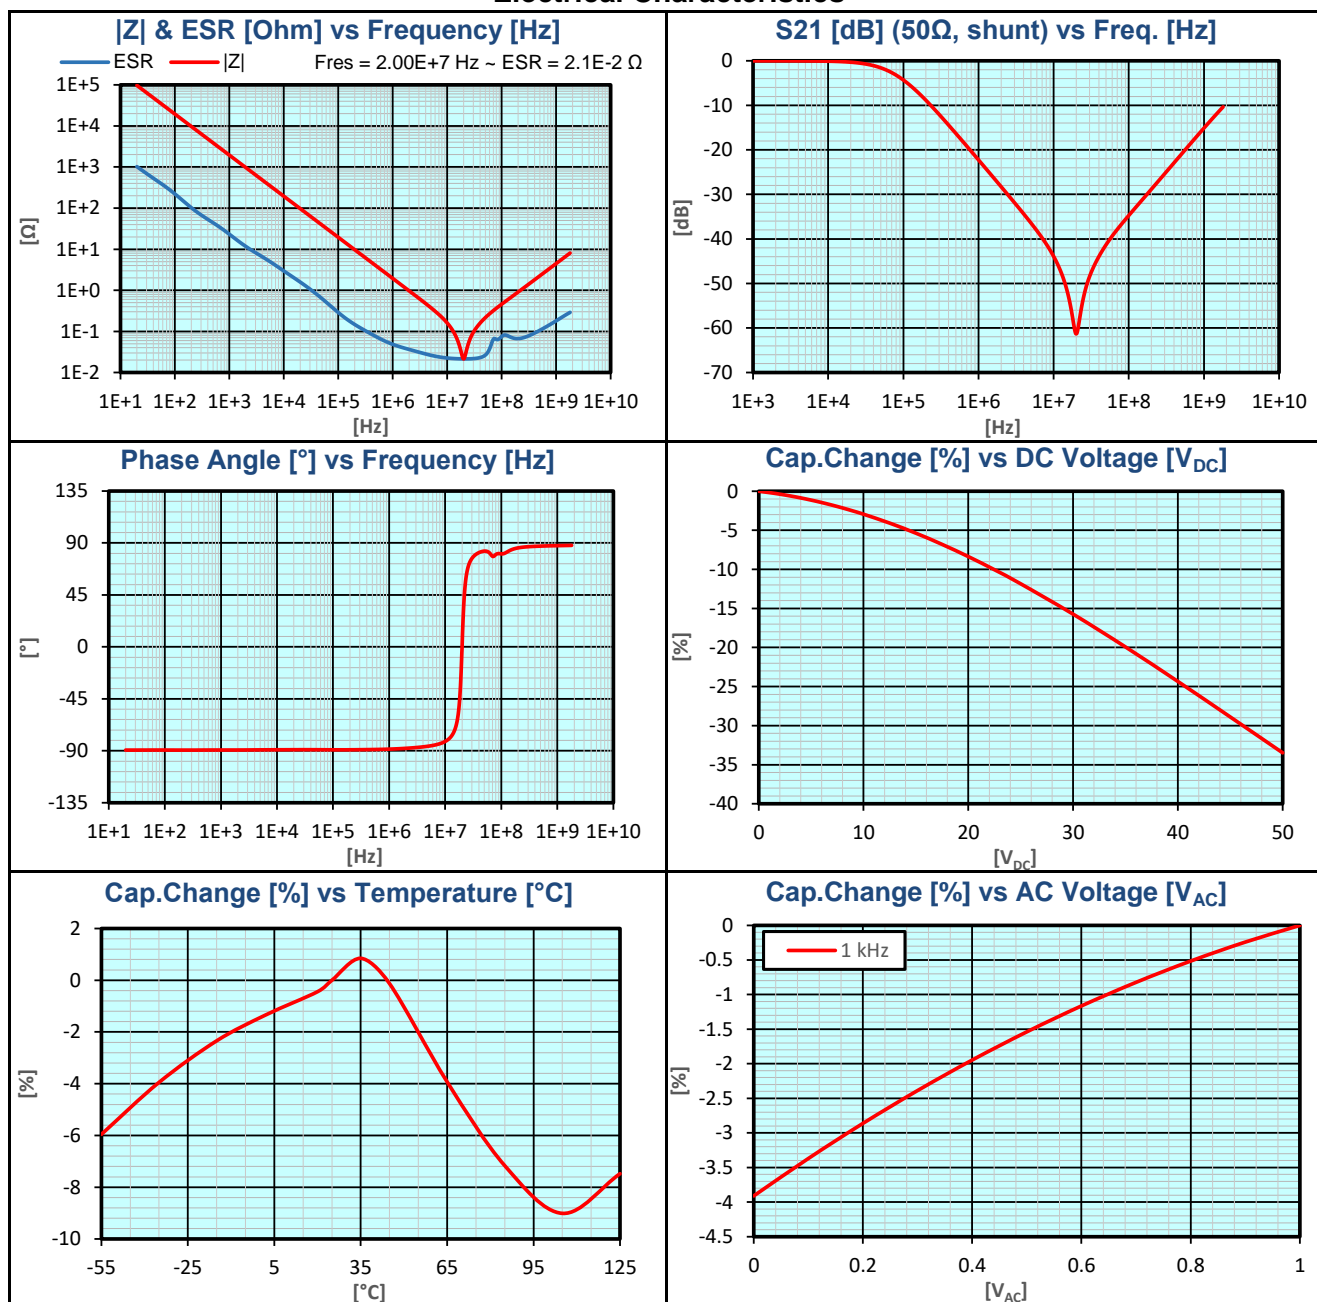 |Z| & ESR [Ohm] vs Frequency [Hz]
ESR |Z| Fres = 2.00E+7 Hz ~ ESR = 2.1E-2 Ω
1E+5
1E+4
1E+3
1E+2
1E+1
1E+0
1E-1
1E-2
[Ω]
1E+1 1E+2 1E+3 1E+4 1E+5 1E+6 1E+7 1E+8 1E+9 1E+10
[Hz]
S21 [dB] (50Ω, shunt) vs Freq. [Hz]
0
-10
-20
-30
-40
-50
-60
-70
[dB]
1E+3 1E+4 1E+5 1E+6 1E+7 1E+8 1E+9 1E+10
[Hz]
Phase Angle [°] vs Frequency [Hz]
135
90
45
0
-45
-90
-135
[°]
1E+1 1E+2 1E+3 1E+4 1E+5 1E+6 1E+7 1E+8 1E+9 1E+10
[Hz]
Cap.Change [%] vs DC Voltage [VDC]
0
-5
-10
-15
-20
-25
-30
-35
-40
[%]
0 10 20 30 40 50
[VDC]
Cap.Change [%] vs Temperature [°C]
2
0
-2
-4
-6
-8
-10
[%]
-55 -25 5 35 65 95 125
[°C]
Cap.Change [%] vs AC Voltage [VAC]
1 kHz
0
-0.5
-1
-1.5
-2
-2.5
-3
-3.5
-4
-4.5
[%]
0 0.2 0.4 0.6 0.8 1
[VAC]